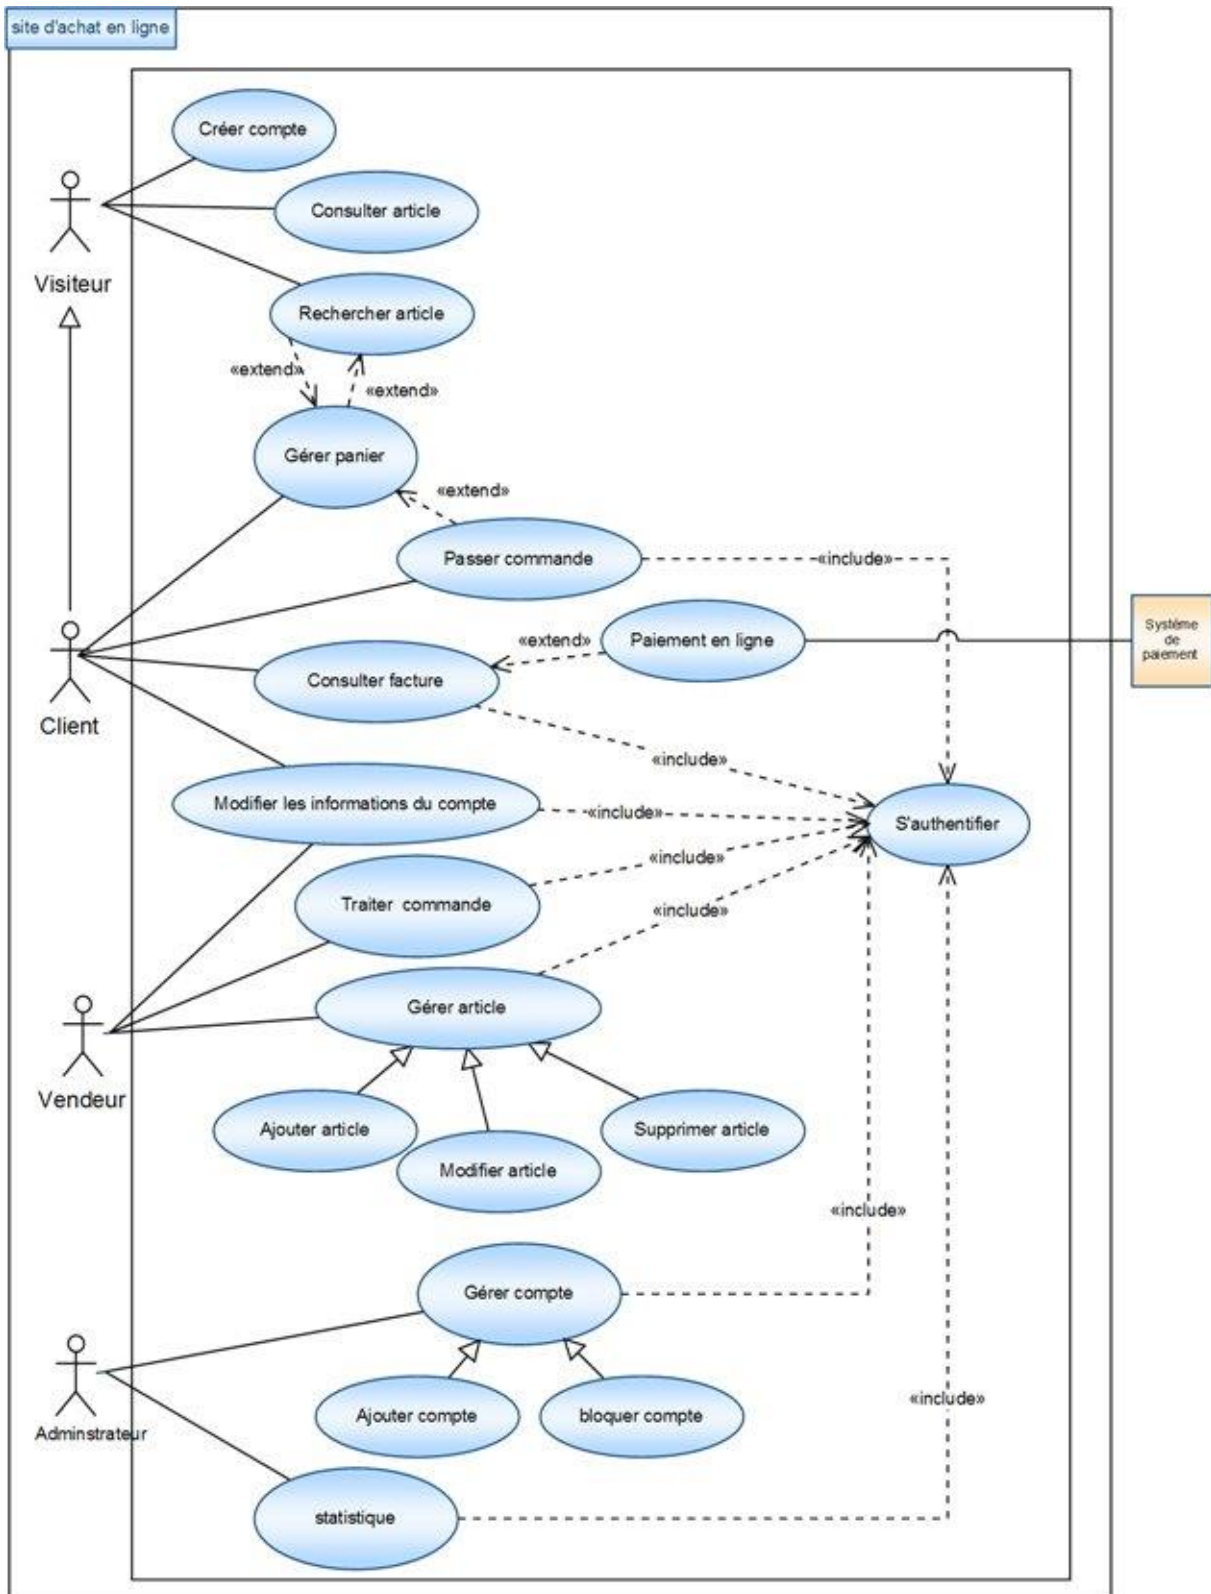 site d'achat en ligne
Créer compte
Consulter article
Visiteur
Rechercher article
«extend»
«extend»
Gérer panier
«extend»
Passer commande
«include»
Paiement en ligne
«extend»
Système
de
paiement
Consulter facture
Client
«include»
Modifier les informations du compte
«include»
S'authentifier
«include»
Traiter commande
«include»
Gérer article
Vendeur
Ajouter article
Supprimer article
Modifier article
«include»
Gérer compte
«include»
Ajouter compte
bloquer compte
Adminstrateur
statistique